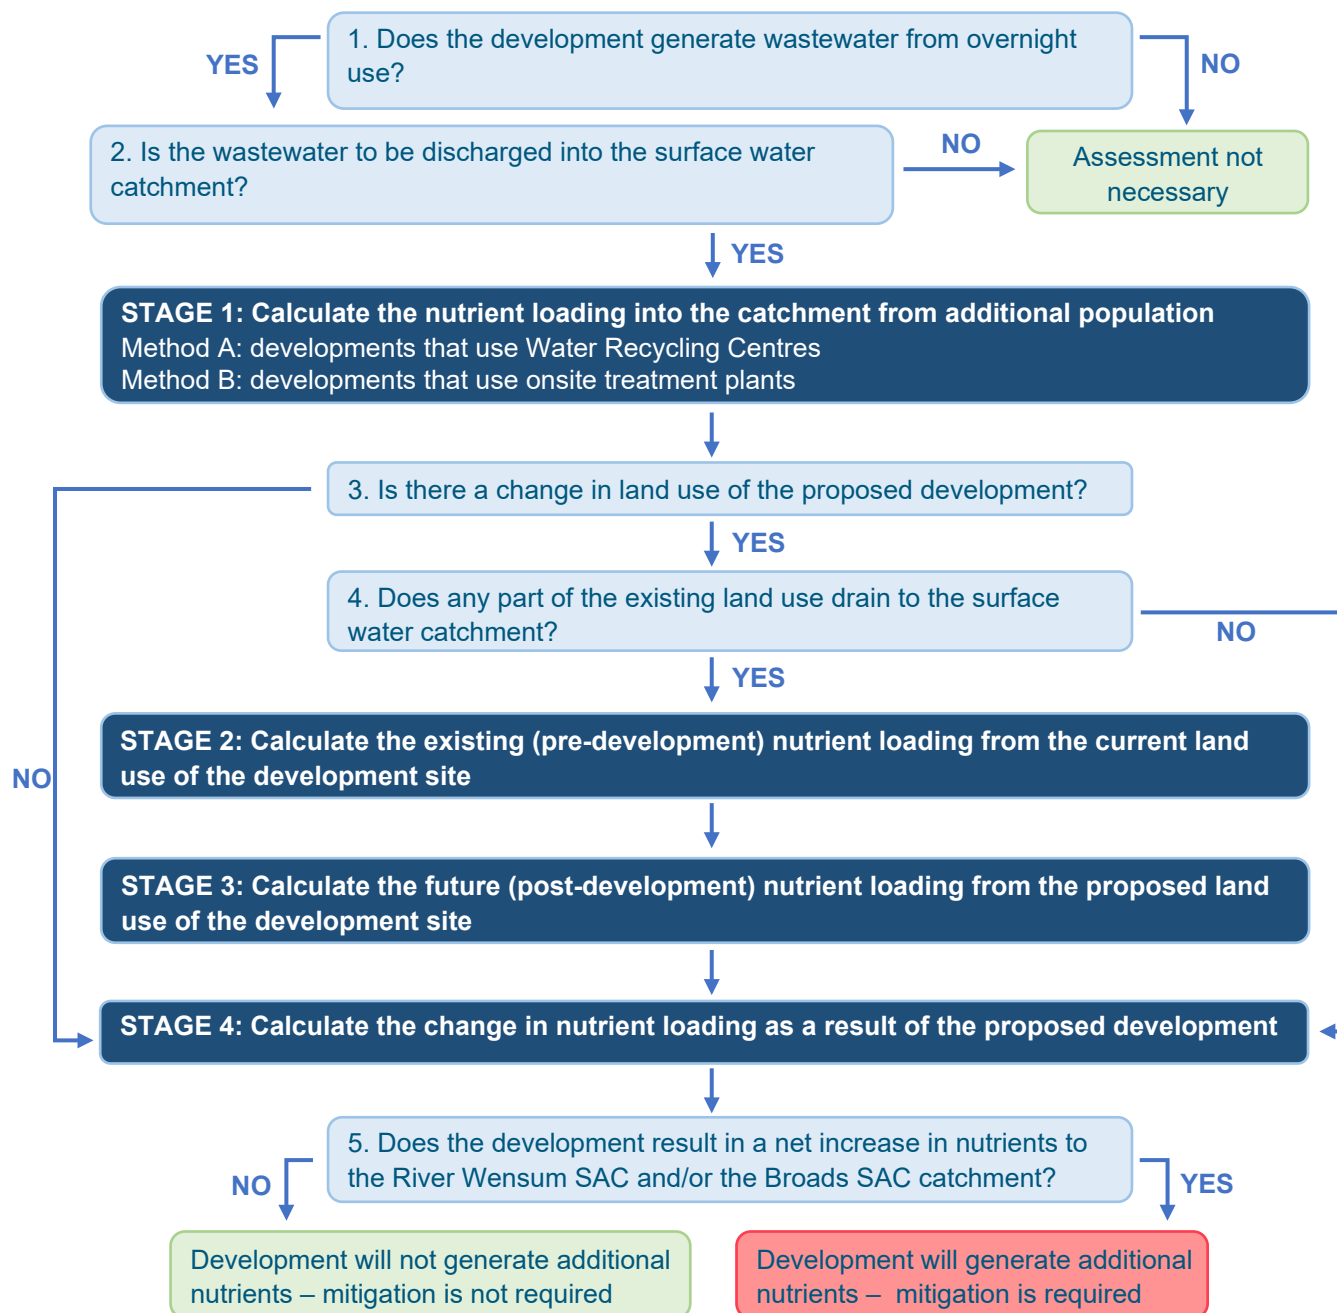 1. Does the development generate wastewater from overnight
use?
YES
NO
2. Is the wastewater to be discharged into the surface water
catchment?
NO
Assessment not
necessary
YES
STAGE 1: Calculate the nutrient loading into the catchment from additional population
Method A: developments that use Water Recycling Centres
Method B: developments that use onsite treatment plants
3. Is there a change in land use of the proposed development?
YES
4. Does any part of the existing land use drain to the surface
water catchment?
NO
YES
STAGE 2: Calculate the existing (pre-development) nutrient loading from the current land
use of the development site
NO
STAGE 3: Calculate the future (post-development) nutrient loading from the proposed land
use of the development site
STAGE 4: Calculate the change in nutrient loading as a result of the proposed development
5. Does the development result in a net increase in nutrients to
the River Wensum SAC and/or the Broads SAC catchment?
NO
YES
Development will not generate additional
nutrients – mitigation is not required
Development will generate additional
nutrients – mitigation is required